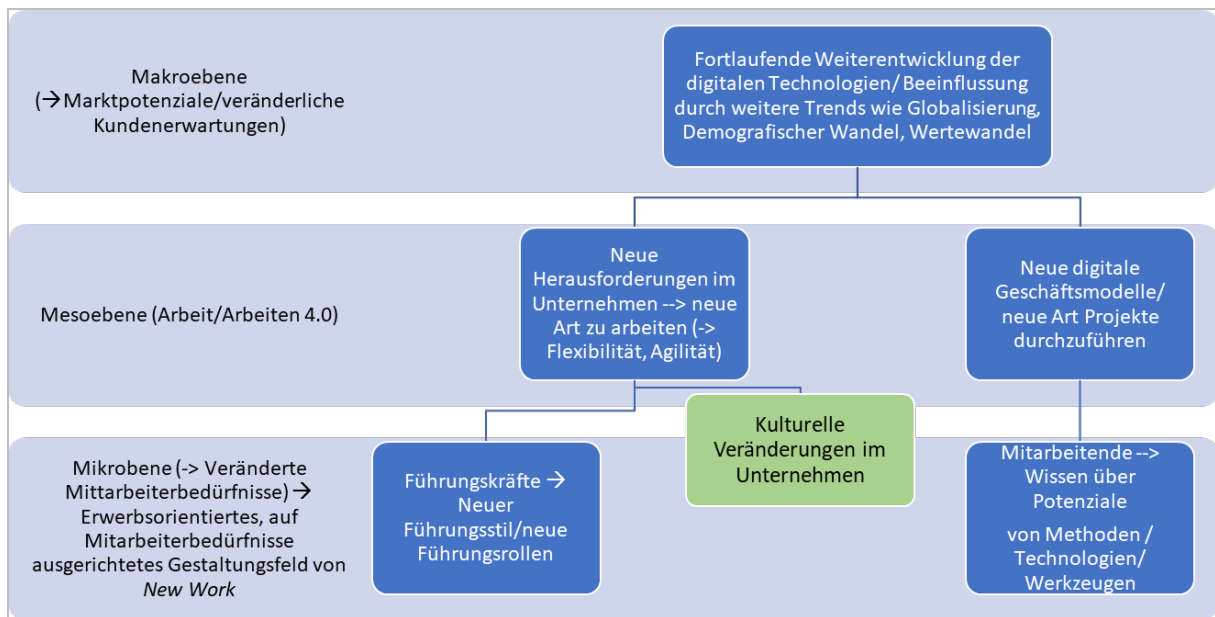 Makroebene
(→Marktpotenziale/veränderliche
Kundenerwartungen)
Fortlaufende Weiterentwicklung der
digitalen Technologien/ Beeinflussung
durch weitere Trends wie Globalisierung,
Demografischer Wandel, Wertewandel
Mesoebene (Arbeit/Arbeiten 4.0)
Neue
Herausforderungen im
Unternehmen --> neue
Art zu arbeiten (->
Flexibilität, Agilität)
Neue digitale
Geschäftsmodelle/
neue Art Projekte
durchzuführen
Kulturelle
Veränderungen im
Unternehmen
Mikrobene (-> Veränderte
Mittarbeiterbedürfnisse) →
Erwerbsorientiertes, auf
Mitarbeiterbedürfnisse
ausgerichtetes Gestaltungsfeld von
New Work
Führungskräfte →
Neuer
Führungsstil/neue
Führungsrollen
Mitarbeitende -->
Wissen über
Potenziale
von Methoden /
Technologien/
Werkzeugen